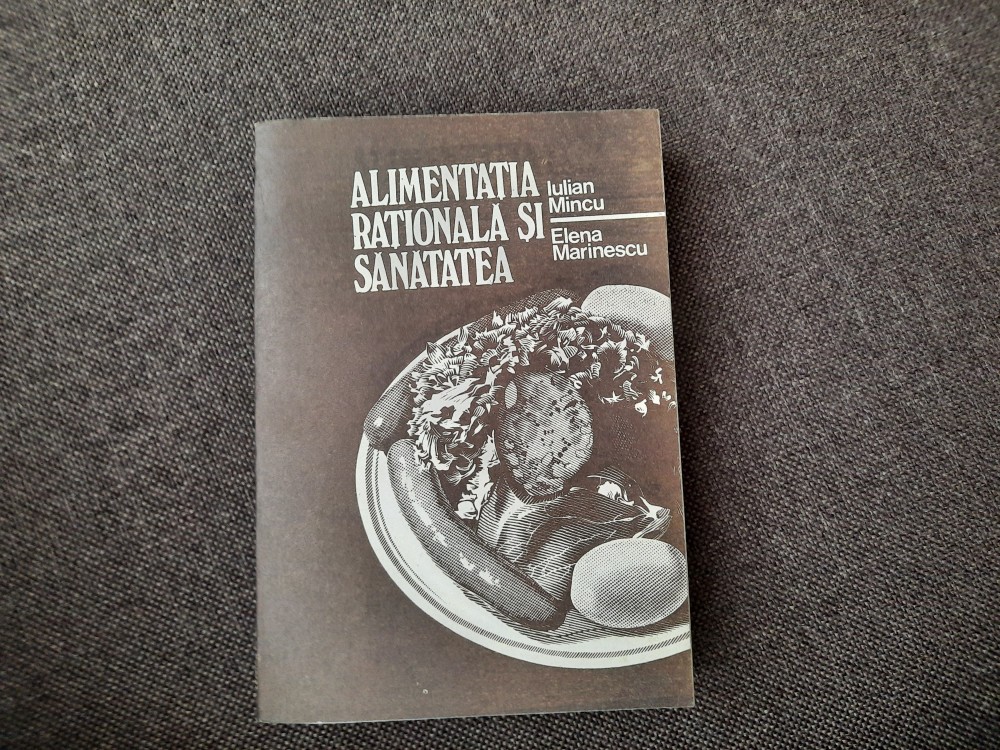 ALIMENTAȚIA
RAȚIONALĂ ȘI
SĂNĂTATEA
Iulian
Mincu
Elena
Marinescu